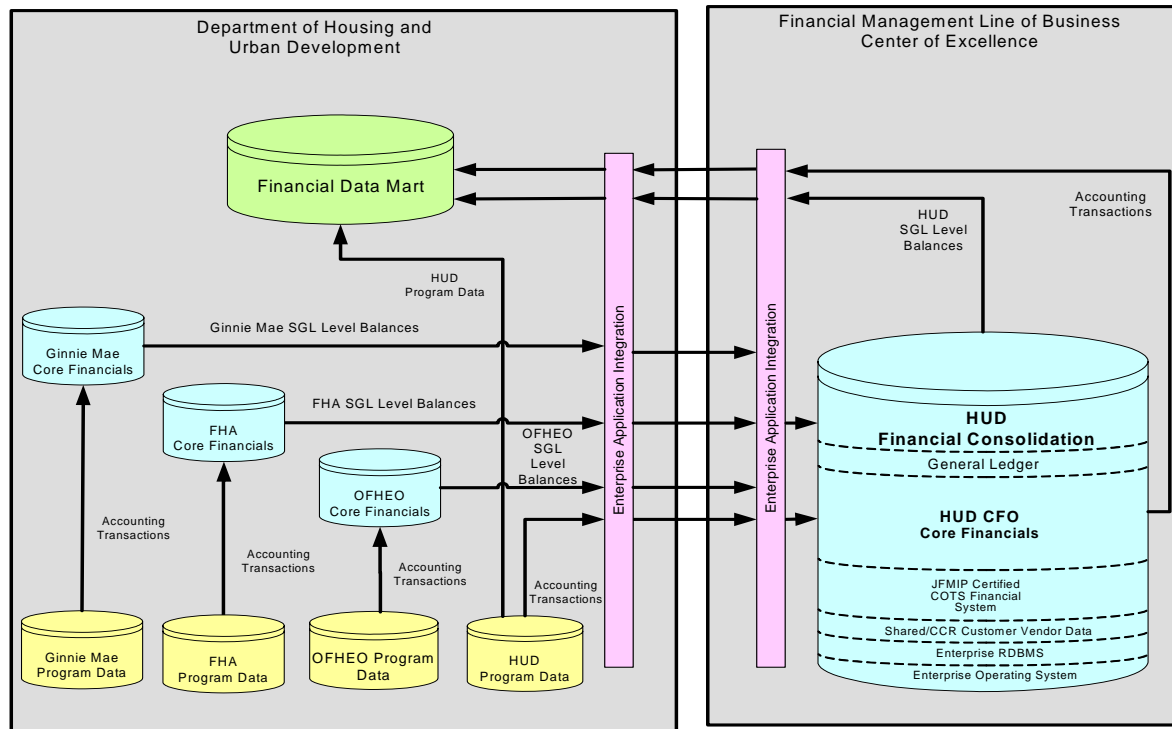 Department of Housing and
Urban Development
Financial Management Line of Business
Center of Excellence
Financial Data Mart
HUD
Program Data
Ginnie Mae SGL Level Balances
Ginnie Mae
Core Financials
FHA SGL Level Balances
FHA
Core Financials
OFHEO
SGL
Level
Balances
OFHEO
Core Financials
Accounting
Transactions
Accounting
Transactions
Accounting
Transactions
Accounting
Transactions
Ginnie Mae
Program Data
FHA
Program Data
OFHEO Program
Data
HUD
Program Data
Enterprise Application Integration
Enterprise Application Integration
HUD
SGL Level
Balances
Accounting
Transactions
HUD
Financial Consolidation
General Ledger
HUD CFO
Core Financials
JFMIP Certified
COTS Financial
System
Shared/CCR Customer Vendor Data
Enterprise RDBMS
Enterprise Operating System